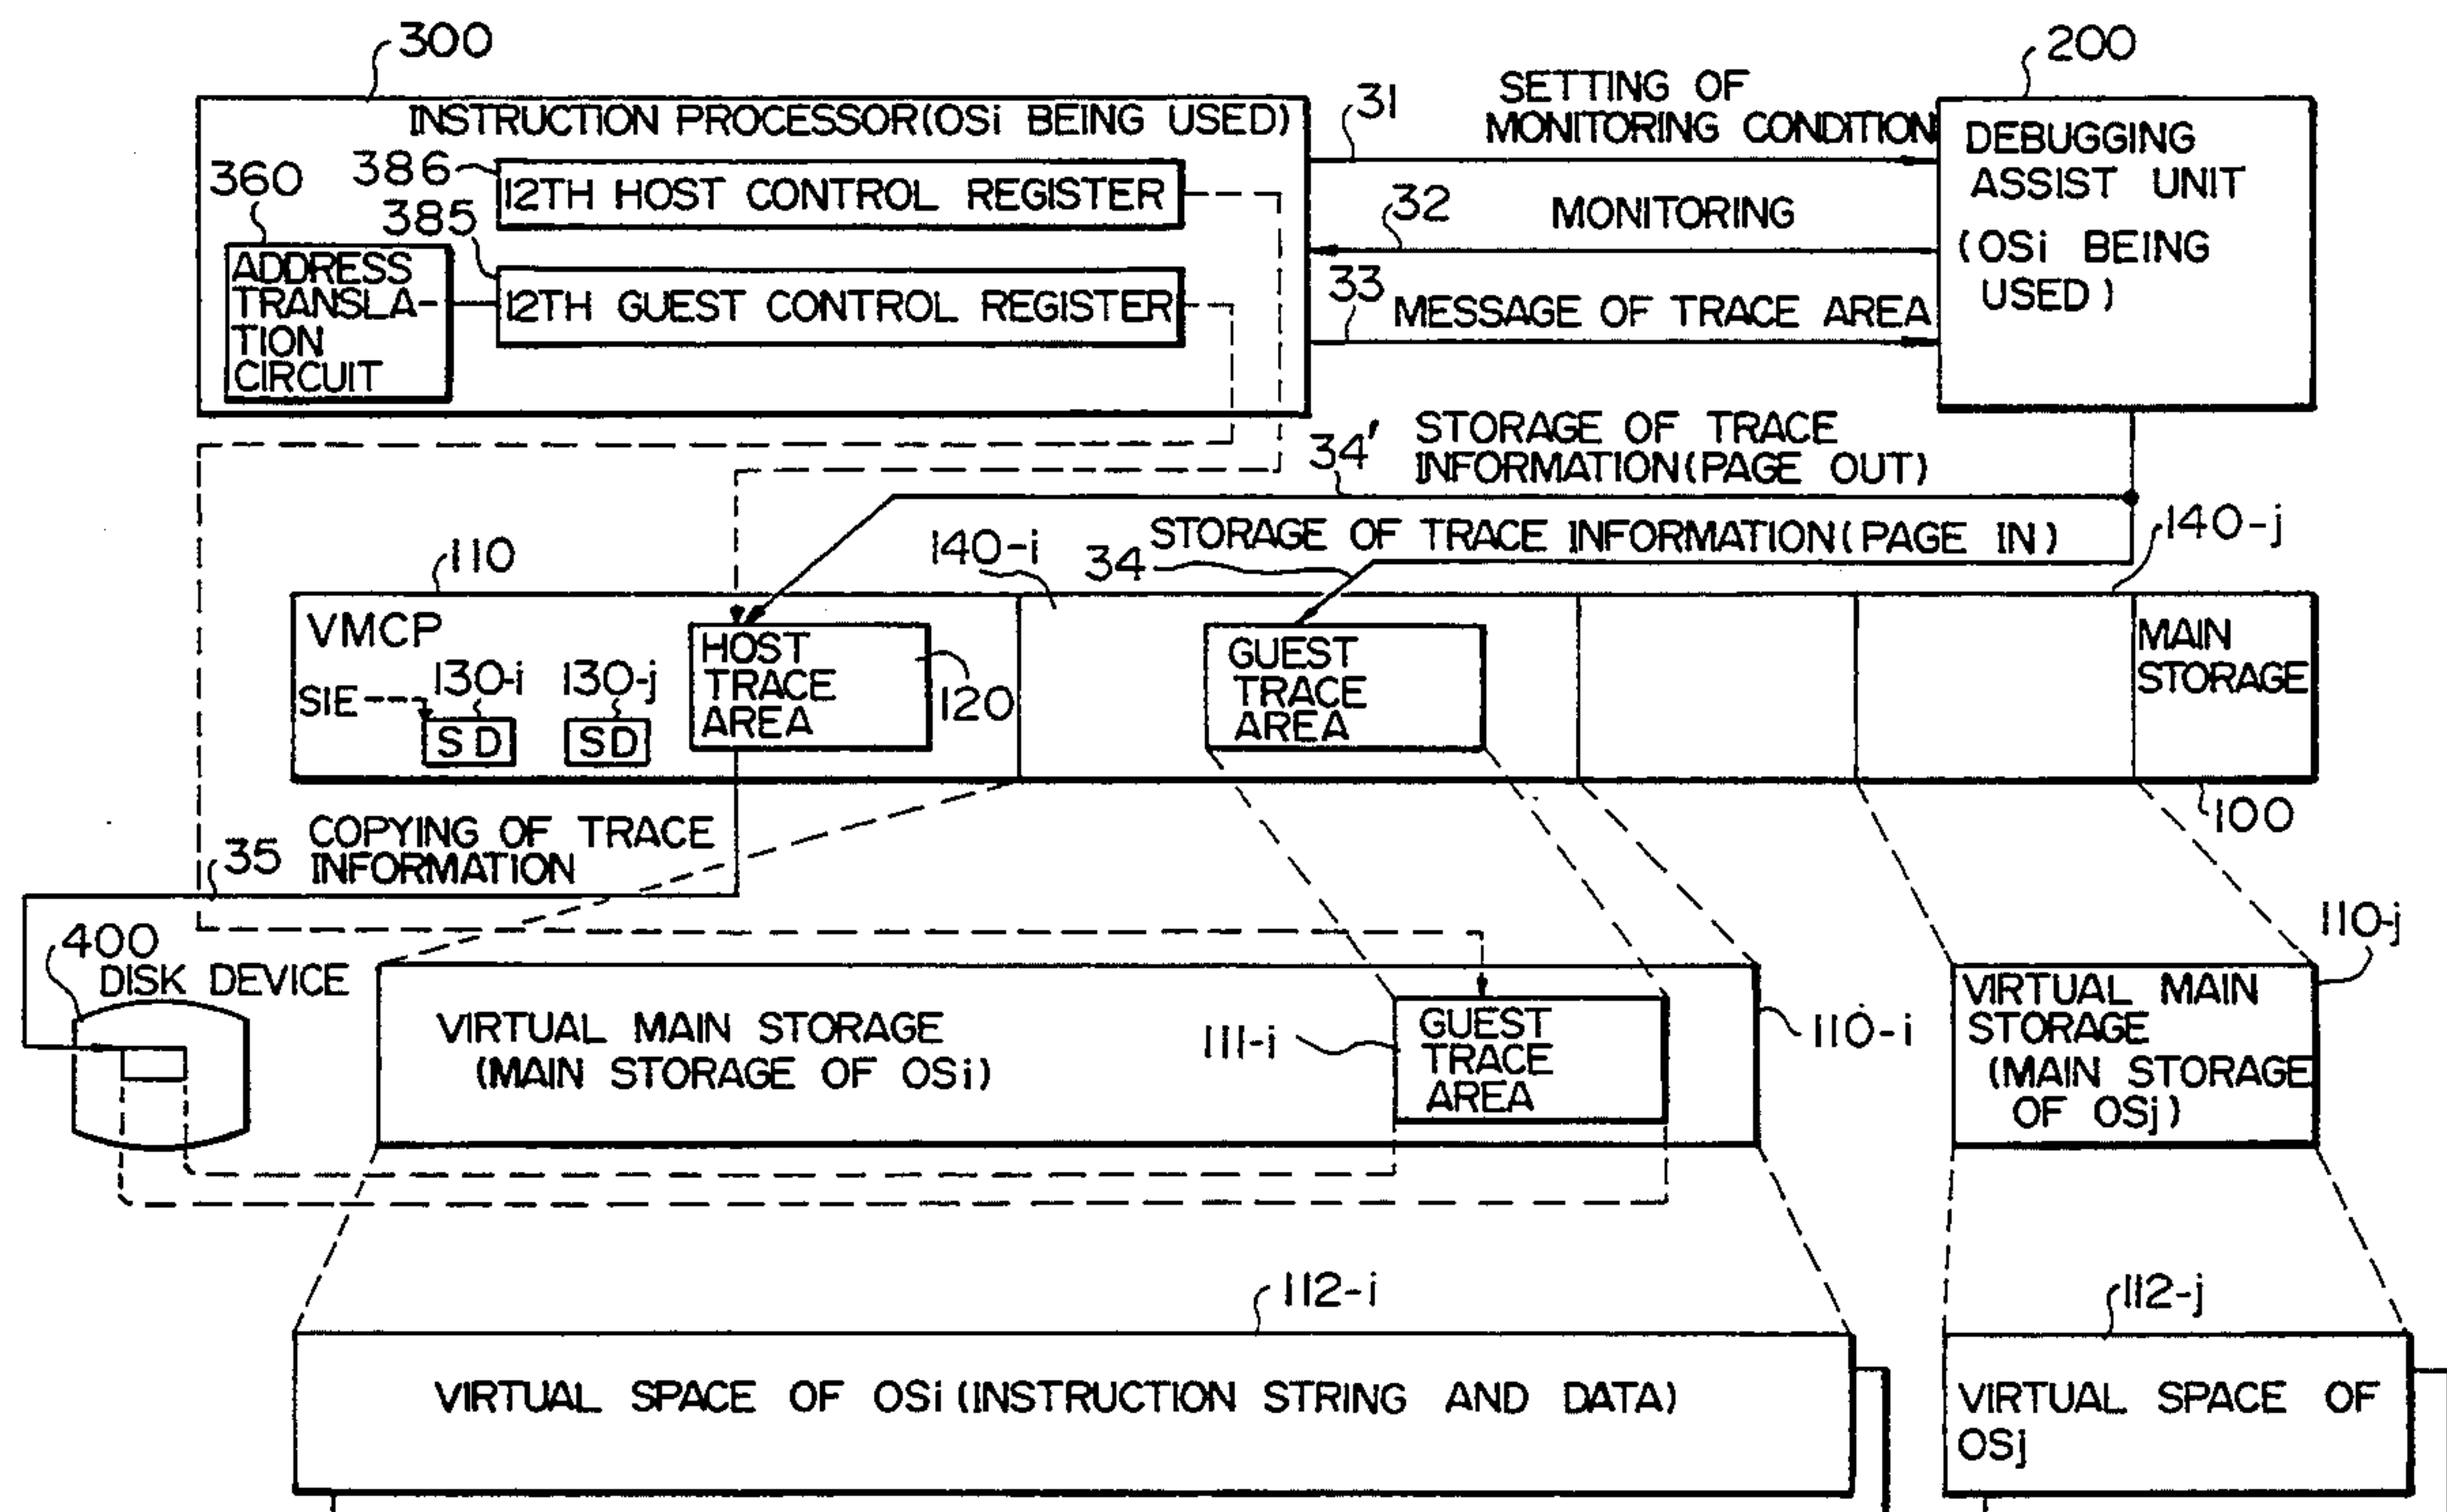 300
200
INSTRUCTION PROCESSOR(OSi BEING USED)
31
SETTING OF
MONITORING CONDITION
DEBUGGING
ASSIST UNIT
(OSi BEING
USED)
360
386
12TH HOST CONTROL REGISTER
385
32
MONITORING
ADDRESS
TRANSLA-
TION
CIRCUIT
12TH GUEST CONTROL REGISTER
33
MESSAGE OF TRACE AREA
34'
STORAGE OF TRACE
INFORMATION(PAGE OUT)
34
STORAGE OF TRACE INFORMATION(PAGE IN)
110
140-i
140-j
VMCP
SIE
130-i
130-j
SD
SD
HOST
TRACE
AREA
120
GUEST
TRACE
AREA
MAIN
STORAGE
100
35
COPYING OF TRACE
INFORMATION
400
DISK DEVICE
VIRTUAL MAIN STORAGE
(MAIN STORAGE OF OSi)
111-i
GUEST
TRACE
AREA
110-i
110-j
VIRTUAL MAIN
STORAGE
(MAIN STORAGE
OF OSj)
112-i
VIRTUAL SPACE OF OSi(INSTRUCTION STRING AND DATA)
112-j
VIRTUAL SPACE OF
OSj